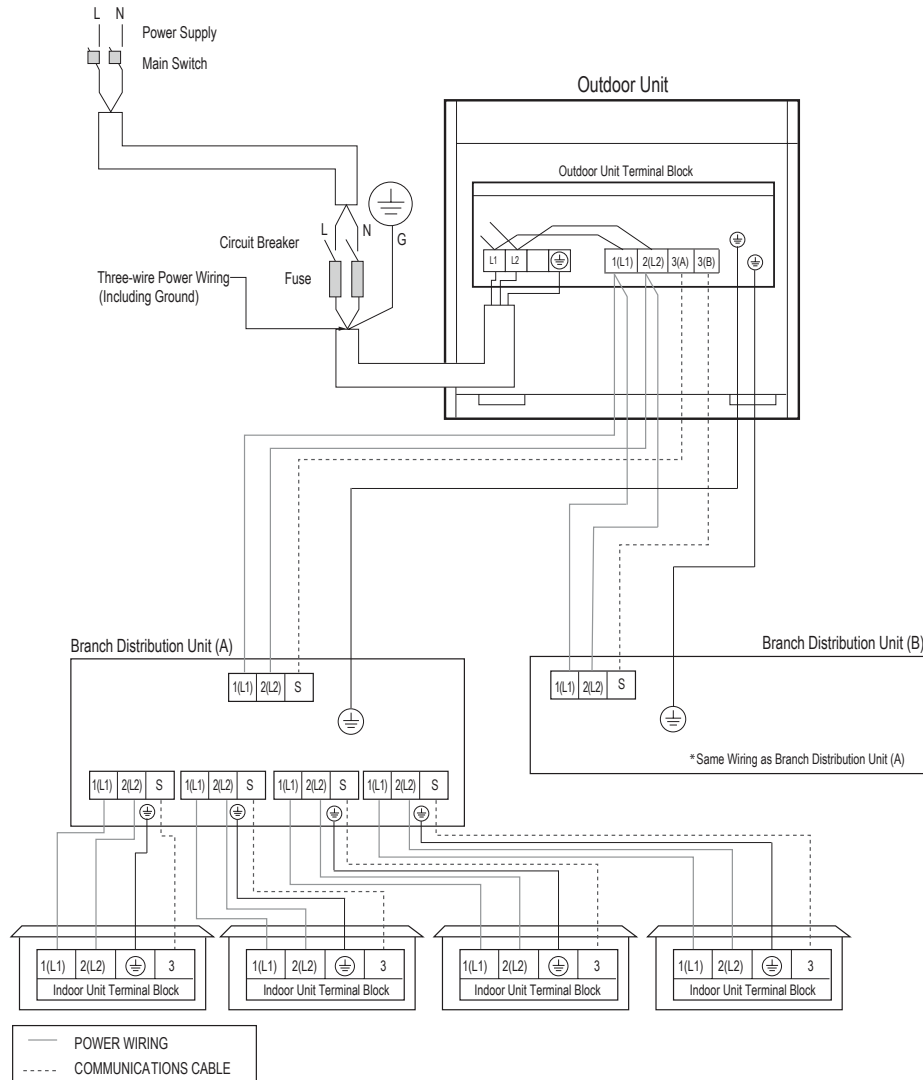 L N
Power Supply
Main Switch
Outdoor Unit
Outdoor Unit Terminal Block
L N
G
Circuit Breaker
Fuse
Three-wire Power Wiring
(Including Ground)
L1 L2
1(L1) 2(L2) 3(A) 3(B)
Branch Distribution Unit (A)
Branch Distribution Unit (B)
1(L1) 2(L2) S
1(L1) 2(L2) S
*Same Wiring as Branch Distribution Unit (A)
1(L1) 2(L2) S
1(L1) 2(L2) S
1(L1) 2(L2) S
1(L1) 2(L2) S
1(L1) 2(L2) 3
Indoor Unit Terminal Block
1(L1) 2(L2) 3
Indoor Unit Terminal Block
1(L1) 2(L2) 3
Indoor Unit Terminal Block
1(L1) 2(L2) 3
Indoor Unit Terminal Block
POWER WIRING
COMMUNICATIONS CABLE